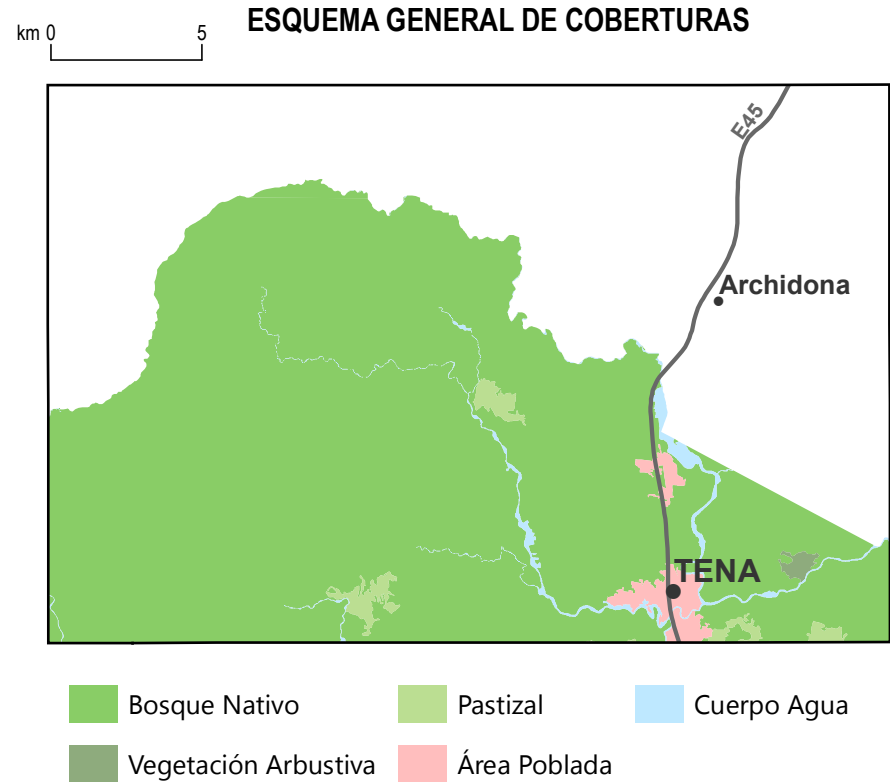 ESQUEMA GENERAL DE COBERTURAS
km 0 5
E45
Archidona
TENA
Bosque Nativo
Pastizal
Cuerpo Agua
Vegetación Arbustiva
Área Poblada